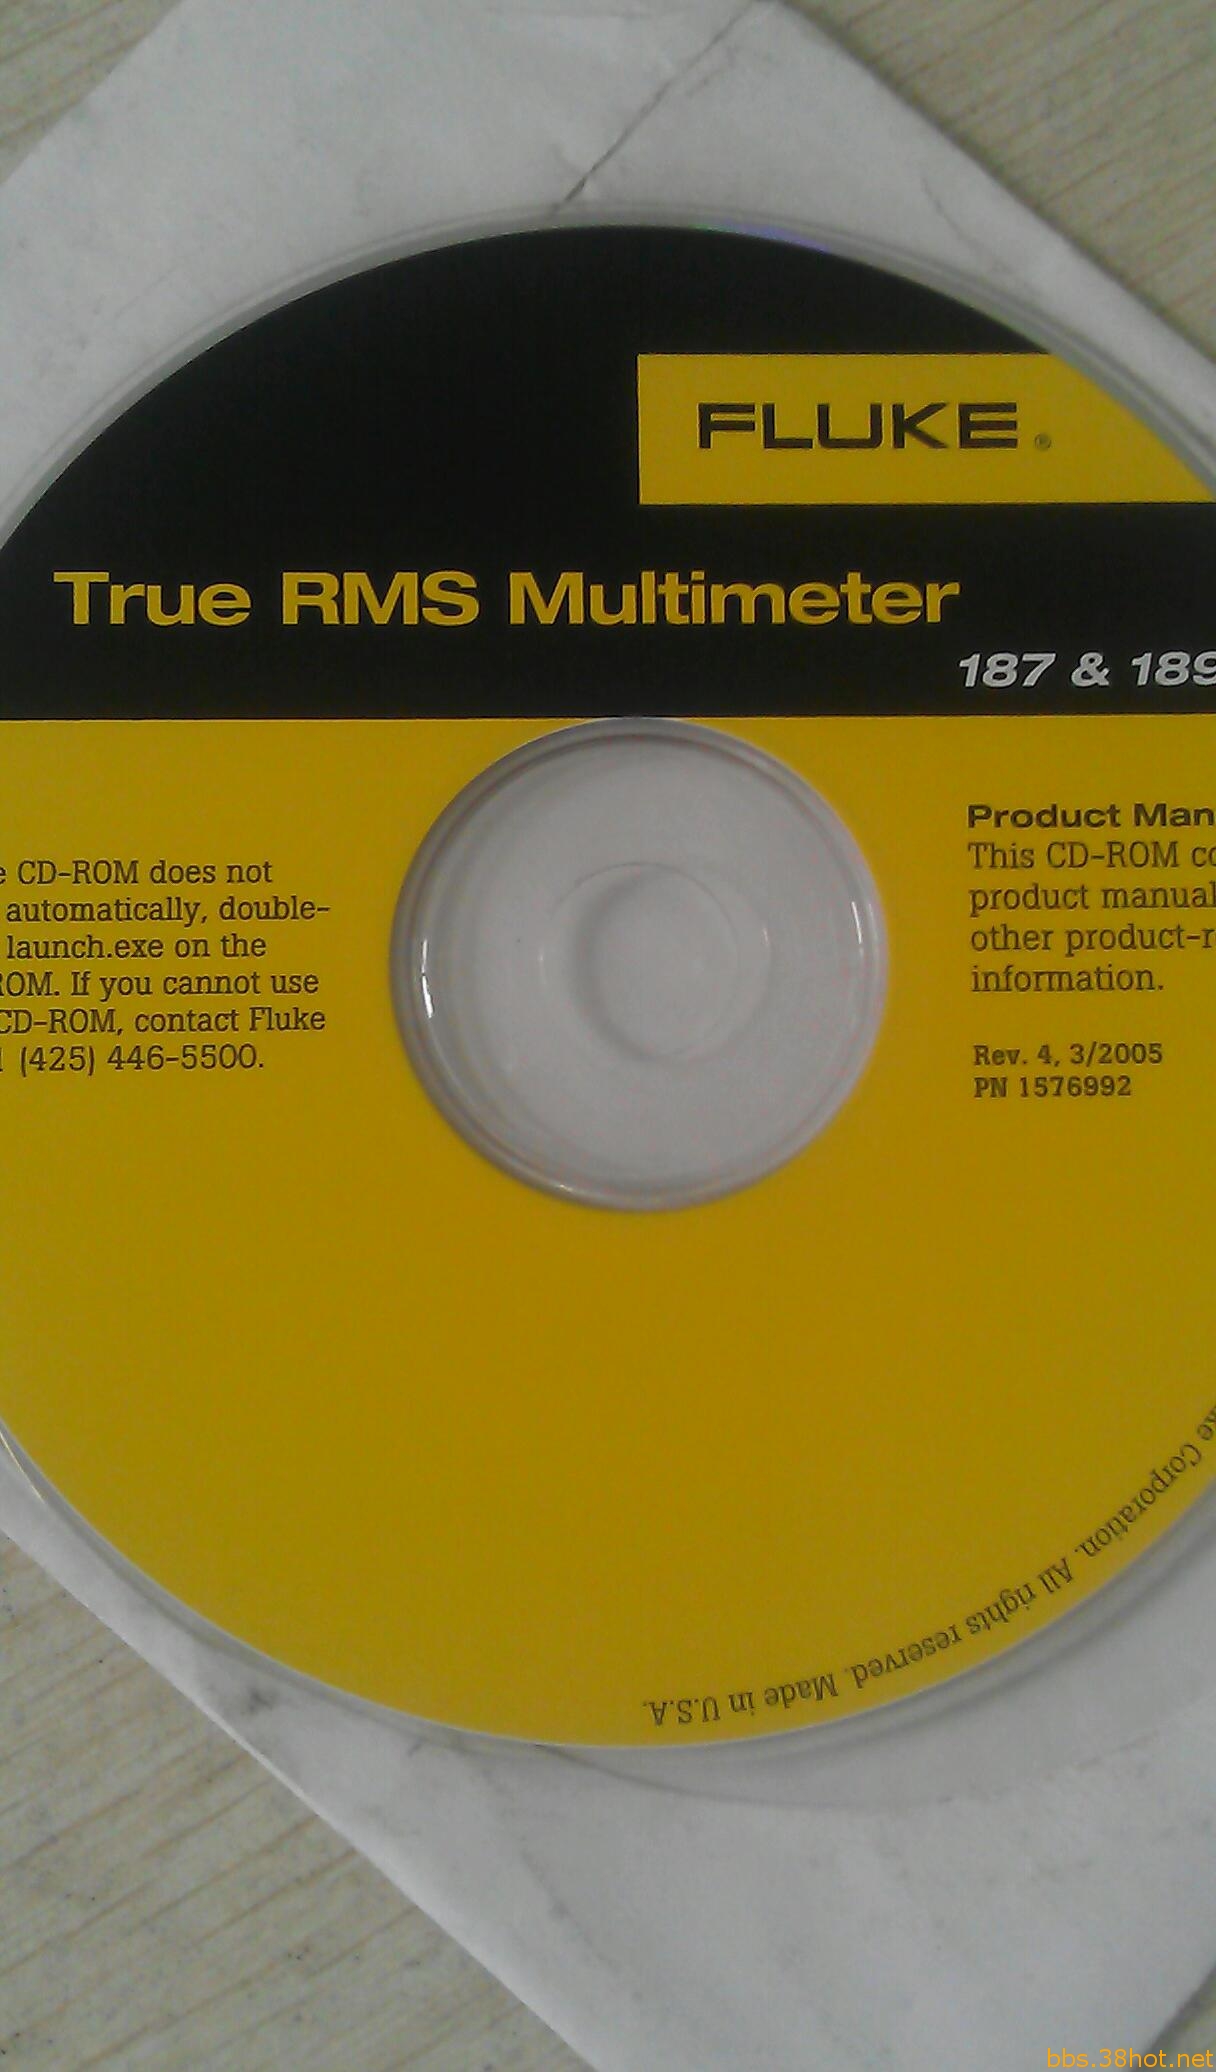 FLUKE®
True RMS Multimeter
187 & 189
e CD-ROM does not
automatically, double-
launch.exe on the
ROM. If you cannot use
CD-ROM, contact Fluke
(425) 446-5500.
Product Man
This CD-ROM co
product manual
other product-r
information.
Rev. 4, 3/2005
PN 1576992
ke Corporation. All rights reserved. Made in U.S.A.
bbs.38hot.net